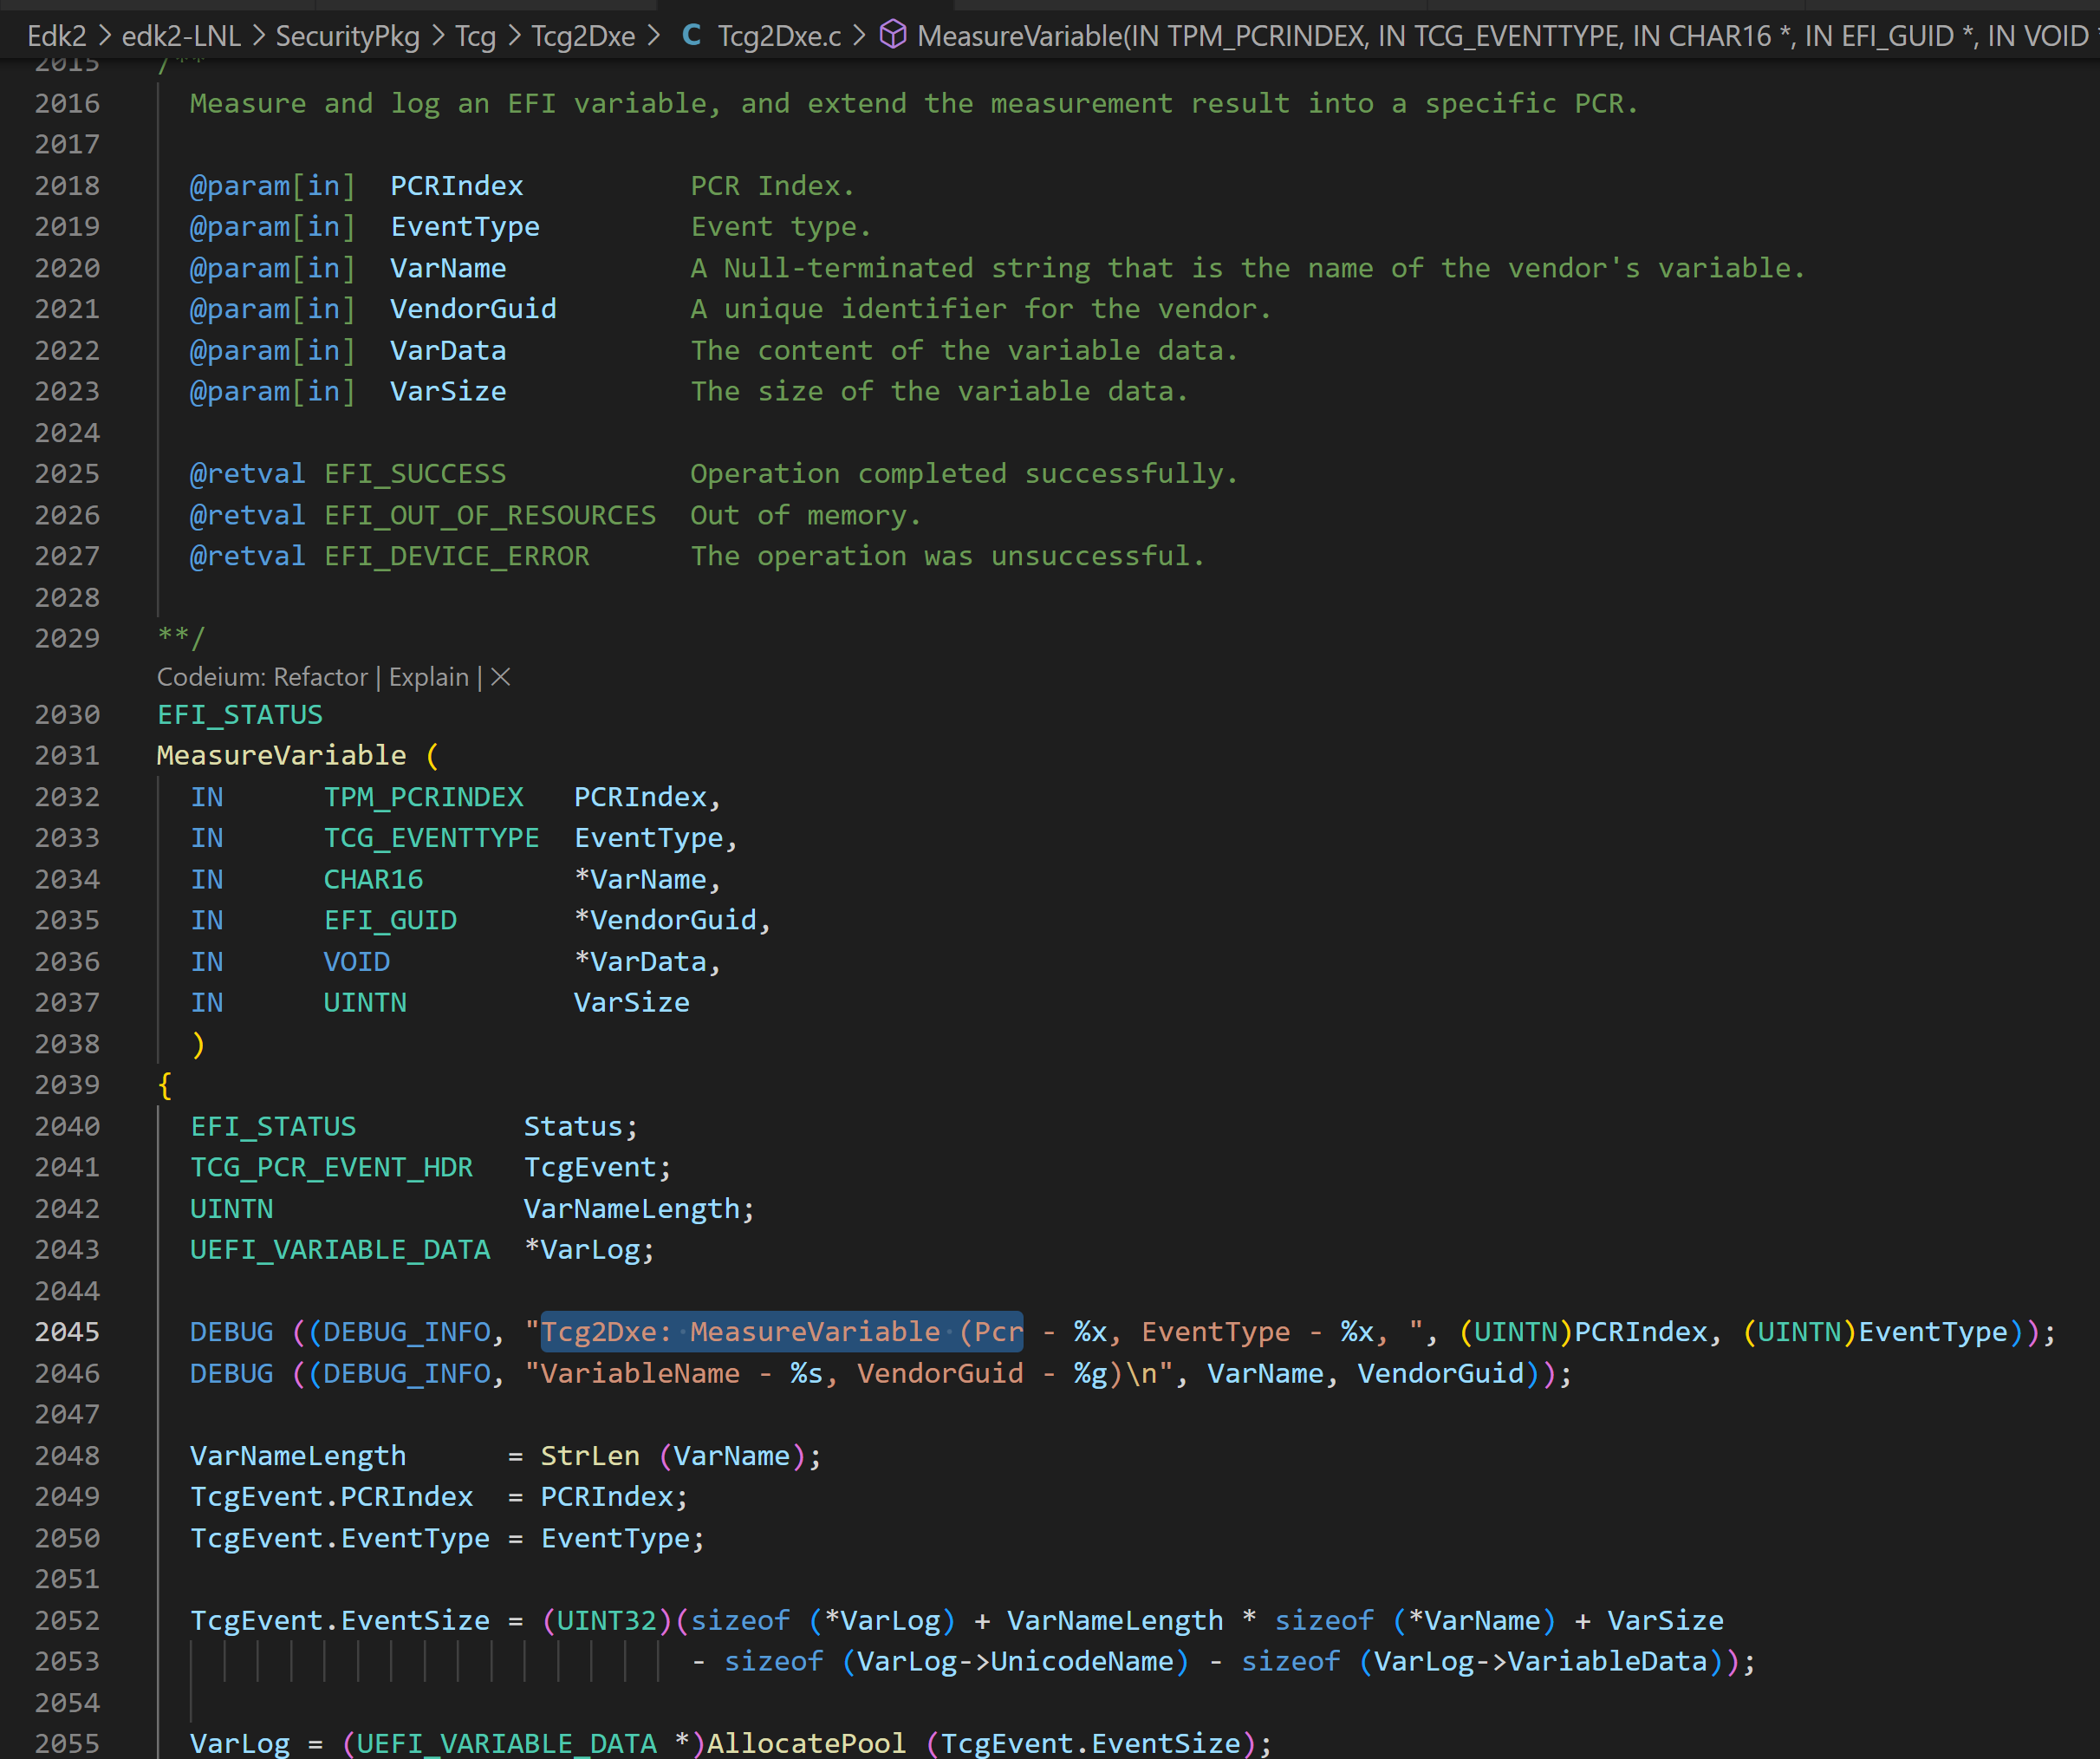 Edk2 > edk2-LNL > SecurityPkg > Tcg > Tcg2Dxe > C Tcg2Dxe.c > MeasureVariable(IN TPM_PCRINDEX, IN TCG_EVENTTYPE, IN CHAR16 *, IN EFI_GUID *, IN VOID
2015 /**
2016 Measure and log an EFI variable, and extend the measurement result into a specific PCR.
2017
2018 @param[in]  PCRIndex          PCR Index.
2019 @param[in]  EventType         Event type.
2020 @param[in]  VarName           A Null-terminated string that is the name of the vendor's variable.
2021 @param[in]  VendorGuid        A unique identifier for the vendor.
2022 @param[in]  VarData           The content of the variable data.
2023 @param[in]  VarSize           The size of the variable data.
2024
2025 @retval EFI_SUCCESS           Operation completed successfully.
2026 @retval EFI_OUT_OF_RESOURCES  Out of memory.
2027 @retval EFI_DEVICE_ERROR      The operation was unsuccessful.
2028
2029 **/
Codeium: Refactor | Explain | ×
2030 EFI_STATUS
2031 MeasureVariable (
2032   IN      TPM_PCRINDEX   PCRIndex,
2033   IN      TCG_EVENTTYPE  EventType,
2034   IN      CHAR16         *VarName,
2035   IN      EFI_GUID       *VendorGuid,
2036   IN      VOID           *VarData,
2037   IN      UINTN          VarSize
2038   )
2039 {
2040   EFI_STATUS          Status;
2041   TCG_PCR_EVENT_HDR   TcgEvent;
2042   UINTN               VarNameLength;
2043   UEFI_VARIABLE_DATA  *VarLog;
2044
2045   DEBUG ((DEBUG_INFO, "Tcg2Dxe: MeasureVariable (Pcr - %x, EventType - %x, ", (UINTN)PCRIndex, (UINTN)EventType));
2046   DEBUG ((DEBUG_INFO, "VariableName - %s, VendorGuid - %g)\n", VarName, VendorGuid));
2047
2048   VarNameLength      = StrLen (VarName);
2049   TcgEvent.PCRIndex  = PCRIndex;
2050   TcgEvent.EventType = EventType;
2051
2052   TcgEvent.EventSize = (UINT32)(sizeof (*VarLog) + VarNameLength * sizeof (*VarName) + VarSize
2053                                 - sizeof (VarLog->UnicodeName) - sizeof (VarLog->VariableData));
2054
2055   VarLog = (UEFI_VARIABLE_DATA *)AllocatePool (TcgEvent.EventSize);